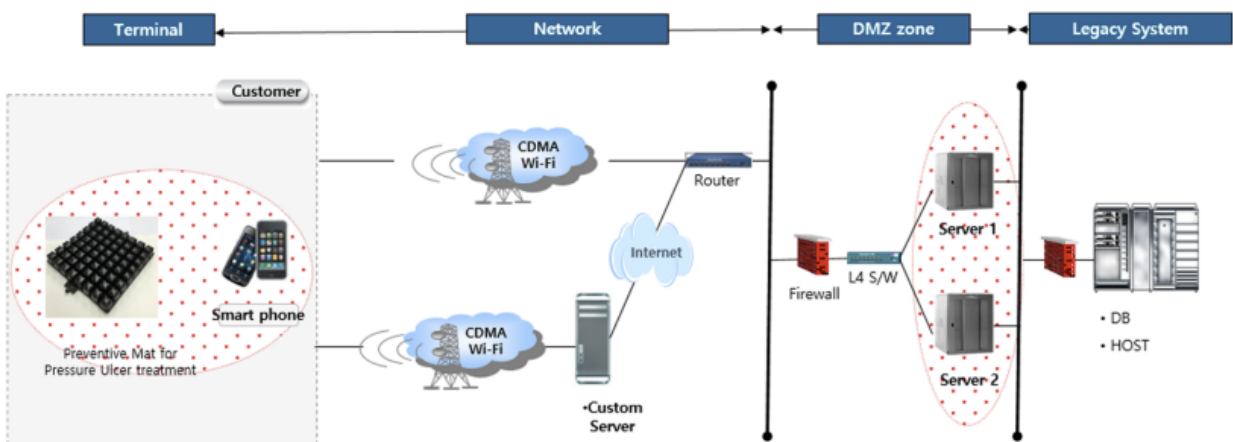 Terminal
Network
DMZ zone
Legacy System
Customer
CDMA
Wi-Fi
Router
Internet
Server 1
Firewall
L4 S/W
Smart phone
Preventive Mat for
Pressure Ulcer treatment
CDMA
Wi-Fi
•Custom
Server
Server 2
• DB
• HOST